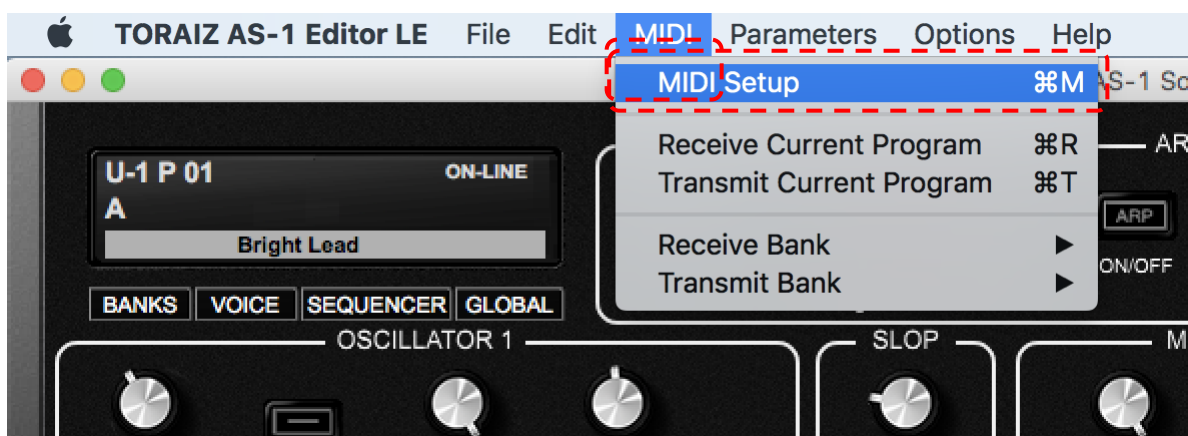 TORAIZ AS-1 Editor LE File Edit MIDI Parameters Options Help
MIDI Setup ⌘M AS-1 So
Receive Current Program ⌘R AR
Transmit Current Program ⌘T
Receive Bank ▶
Transmit Bank ▶
U-1 P 01 ON-LINE
A
Bright Lead
ARP
ON/OFF
BANKS VOICE SEQUENCER GLOBAL
OSCILLATOR 1 SLOP M